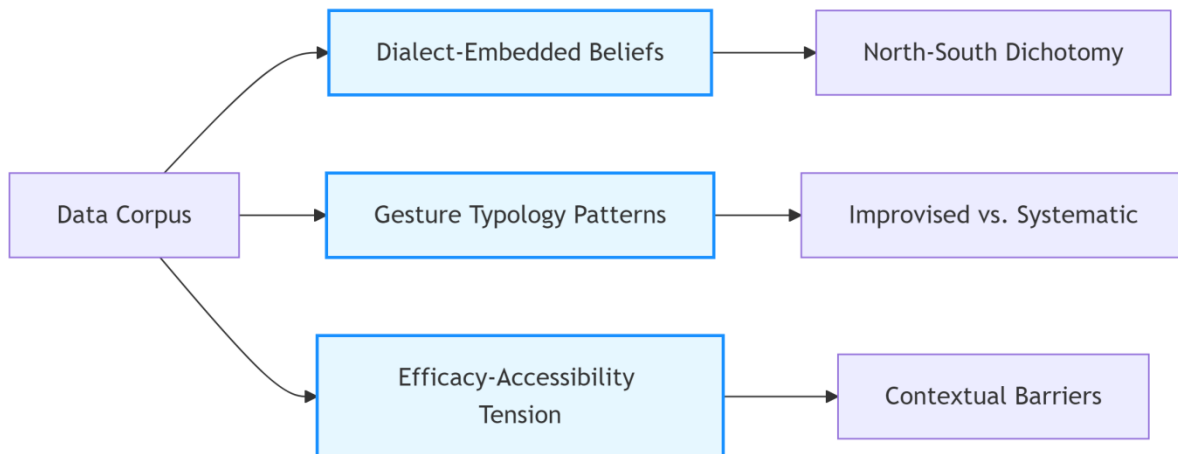 Dialect-Embedded Beliefs
North-South Dichotomy
Data Corpus
Gesture Typology Patterns
Improvised vs. Systematic
Efficacy-Accessibility
Tension
Contextual Barriers